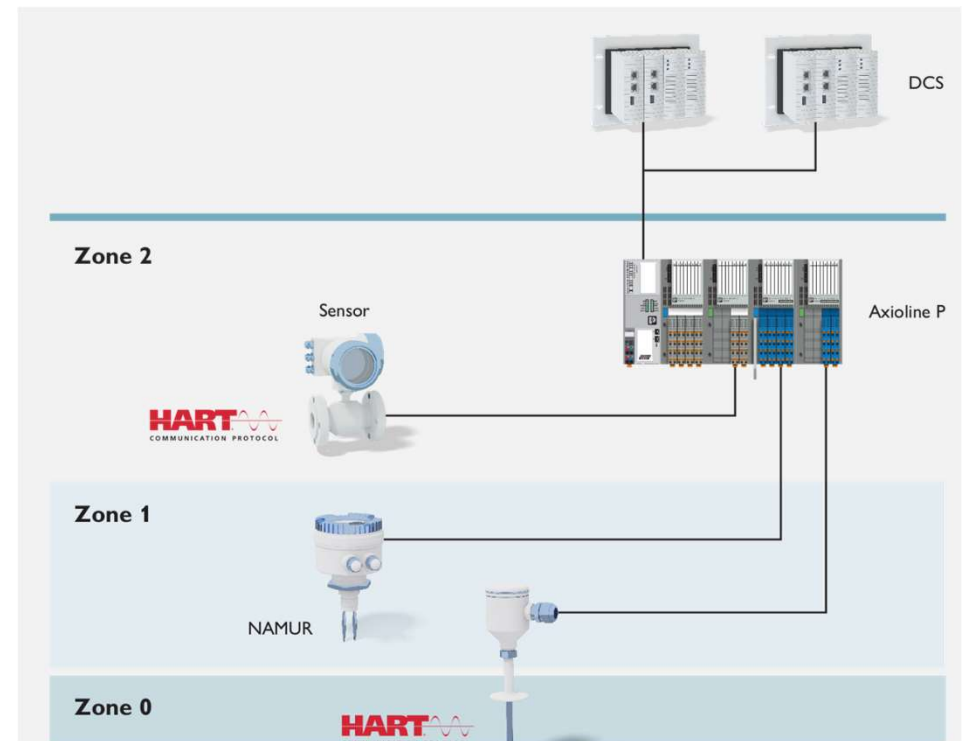 DCS
Zone 2
Sensor
Axioline P
HART
COMMUNICATION PROTOCOL
Zone 1
NAMUR
Zone 0
HART